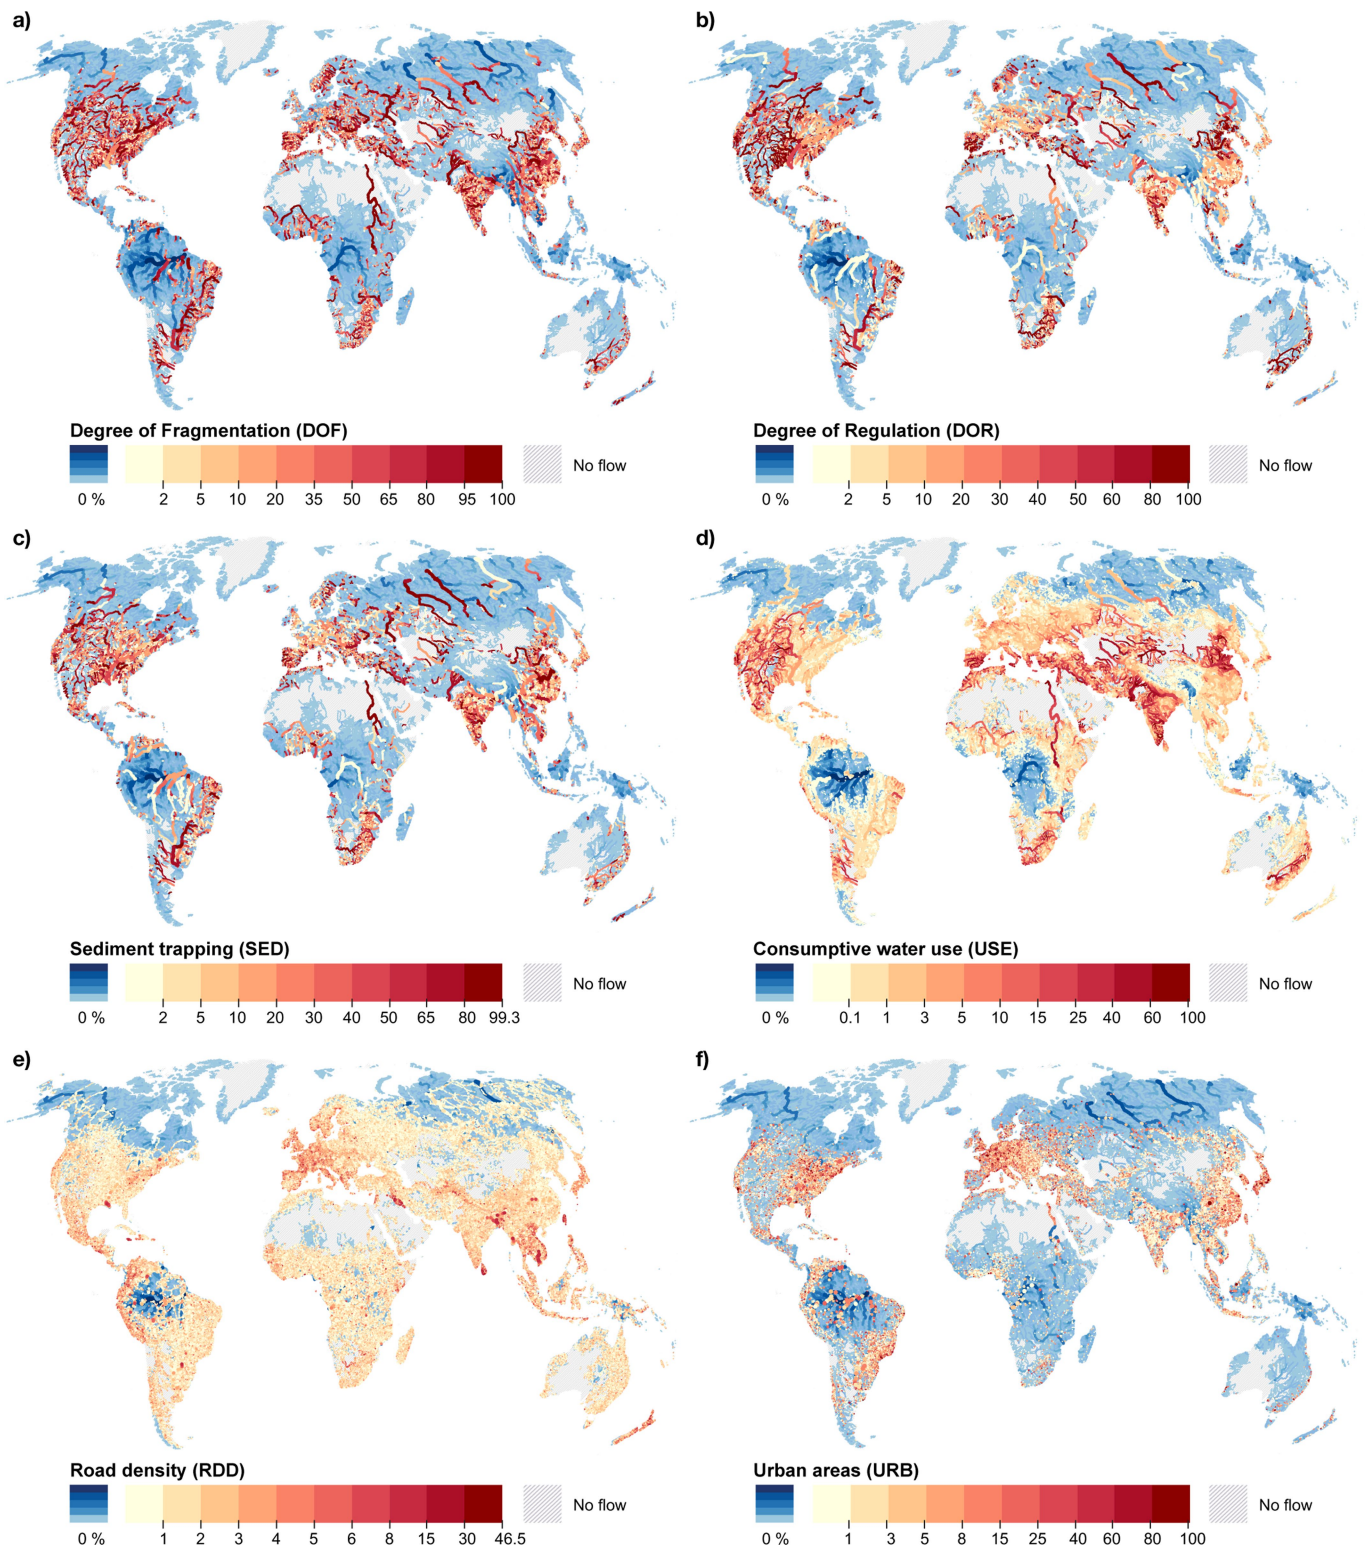 a)
b)
Degree of Fragmentation (DOF)
0 % 2 5 10 20 35 50 65 80 95 100 No flow
Degree of Regulation (DOR)
0 % 2 5 10 20 30 40 50 60 80 100 No flow
c)
d)
Sediment trapping (SED)
0 % 2 5 10 20 30 40 50 65 80 99.3 No flow
Consumptive water use (USE)
0 % 0.1 1 3 5 10 15 25 40 60 100 No flow
e)
f)
Road density (RDD)
0 % 1 2 3 4 5 6 8 15 30 46.5 No flow
Urban areas (URB)
0 % 1 3 5 8 15 25 40 60 80 100 No flow